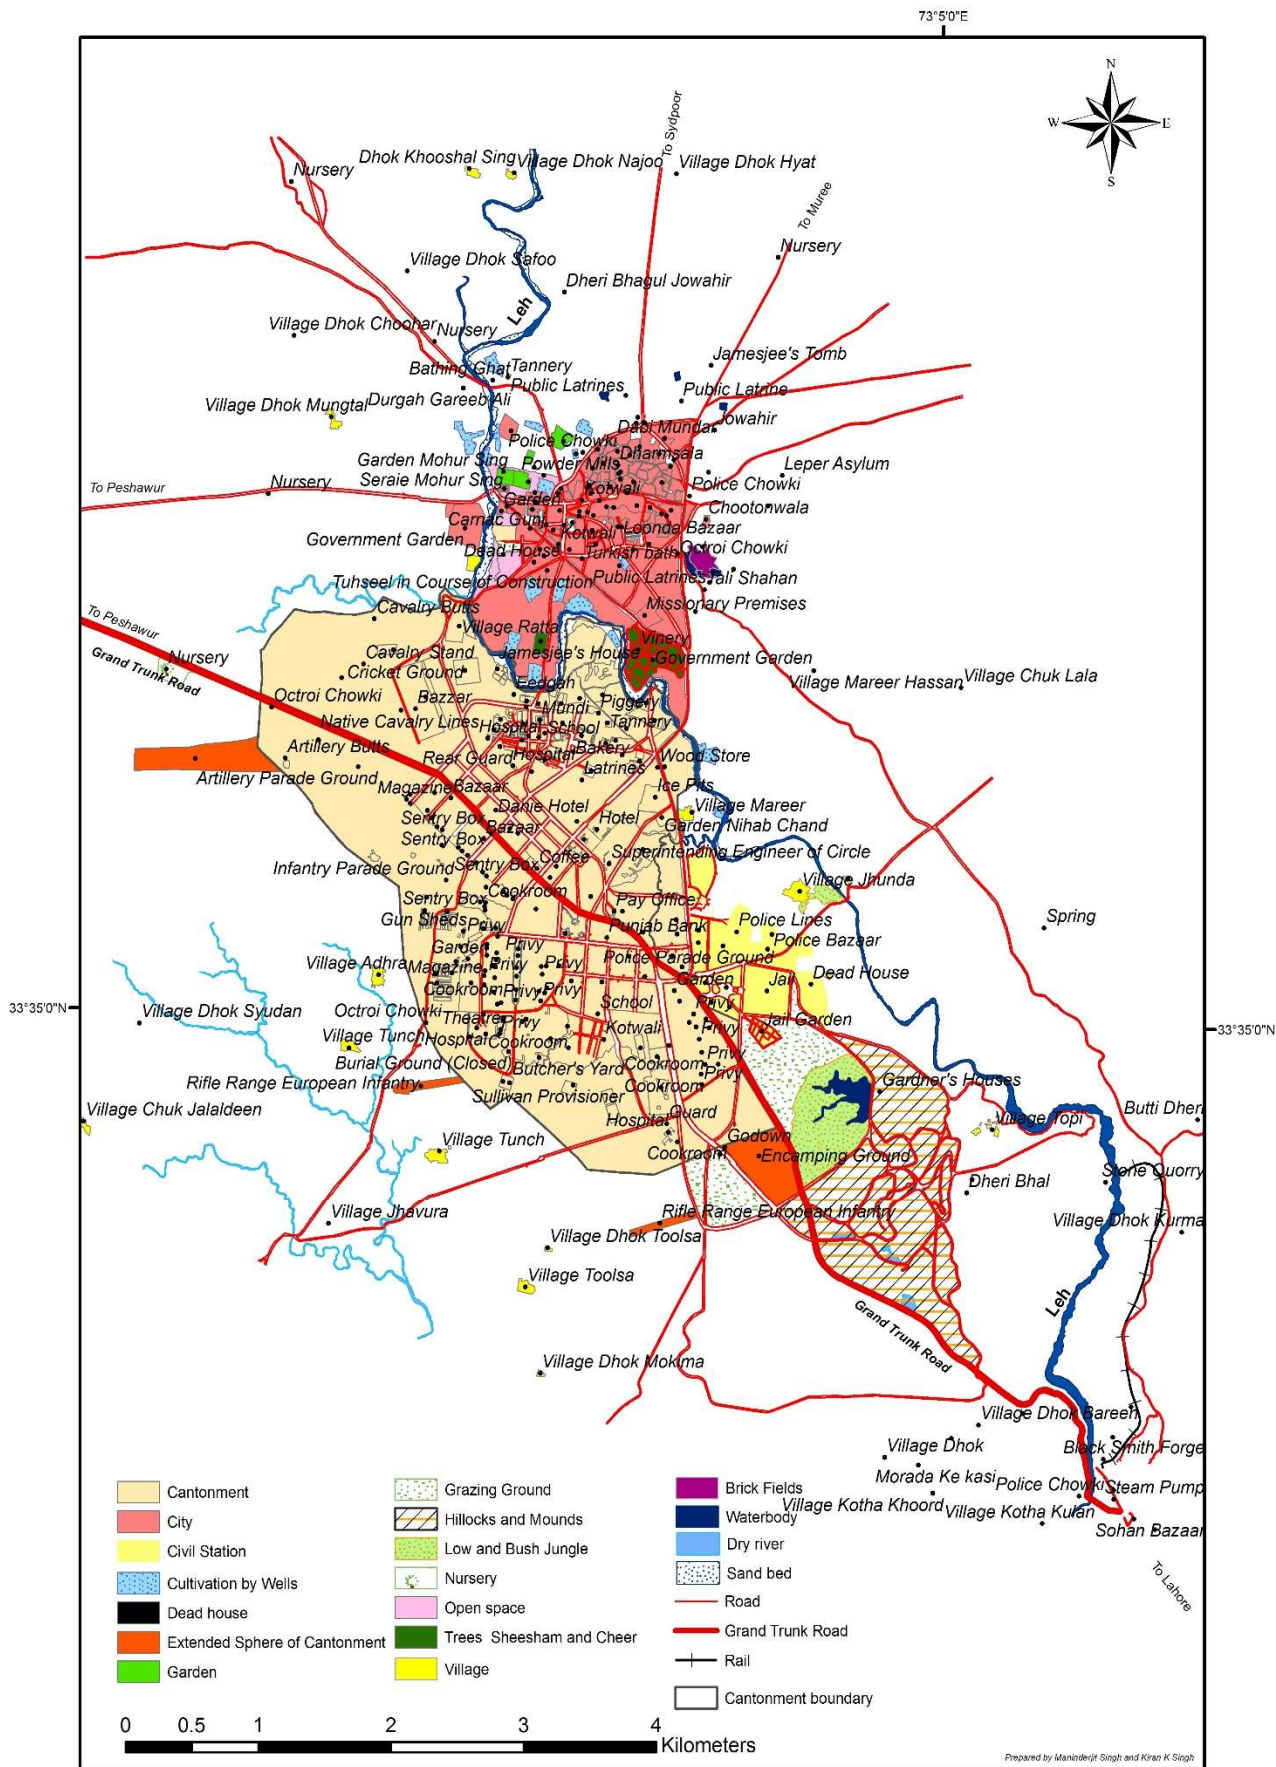 73°5'0"E
N
W
E
S
To Sydpoor
To Muree
Dhok Khooshal Sing
Village Dhok Najoo
Village Dhok Hyat
Nursery
Nursery
Village Dhok Safoo
Dheri Bhagul Jowahir
Leh
Village Dhok Choohar
Nursery
Jamesjee's Tomb
Bathing Ghat
Tannery
Public Latrines
Public Latrine
Durgah Gareeb Ali
Village Dhok Mungtal
Jowahir
Dabi Mundar
Police Chowki
Dharmsala
Garden Mohur Sing
Powder Mills
Leper Asylum
Seraie Mohur Sing
Nursery
To Peshawur
Kotwali
Police Chowki
Garden
Chootonwala
Carnac Gunj
Loonda Bazaar
Kotwali
Government Garden
Dead House
Turkish bath
Octroi Chowki
Tuhseel in Course of Construction
Public Latrines
Tali Shahan
Cavalry Butts
Missionary Premises
To Peshawur
Village Ratta
Vinery
Grand Trunk Road
Nursery
Cavalry Stand
Jamesjee's House
Government Garden
Cricket Ground
Village Mareer Hassan
Village Chuk Lala
Octroi Chowki
Bazzar
Eedgah
Piggery
Mundi
Native Cavalry Lines
Hospital
School
Tannery
Artillery Butts
Rear Guard
Hospital
Bakery
Wood Store
Artillery Parade Ground
Latrines
Magazine
Bazaar
Ice Pits
Danie Hotel
Village Mareer
Sentry Box
Bazaar
Hotel
Garden Nihab Chand
Sentry Box
Coffee
Superintending Engineer of Circle
Infantry Parade Ground
Sentry Box
Village Jhunda
Sentry Box
Cookroom
Pay Office
Gun Sheds
Privy
Punjab Bank
Police Lines
Spring
Garden
Privy
Police Bazaar
Village Adhra
Magazine
Privy
Privy
Police Parade Ground
Dead House
Cookroom
Privy
Privy
Garden
Jail
33°35'0"N
Village Dhok Syudan
Octroi Chowki
Theatre
Privy
School
Privy
Jail Garden
33°35'0"N
Village Tunch
Hospital
Cookroom
Kotwali
Privy
Burial Ground (Closed)
Butcher's Yard
Cookroom
Privy
Privy
Rifle Range European Infantry
Cookroom
Gardner's Houses
Sullivan Provisioner
Village Chuk Jalaldeen
Hospital
Guard
Village Topi
Butti Dheri
Village Tunch
Godown
Cookroom
Encamping Ground
Dheri Bhal
Stone Quorry
Village Jhavura
Rifle Range European Infantry
Village Dhok Kurma
Village Dhok Toolsa
Village Toolsa
Leh
Grand Trunk Road
Village Dhok Mokima
Village Dhok Bareen
Village Dhok
Black Smith Forge
Morada Ke kasi
Police Chowki
Steam Pump
Village Kotha Khoord
Village Kotha Kulan
Sohan Bazaar
To Lahore
Cantonment
City
Civil Station
Cultivation by Wells
Dead house
Extended Sphere of Cantonment
Garden
Grazing Ground
Hillocks and Mounds
Low and Bush Jungle
Nursery
Open space
Trees Sheesham and Cheer
Village
Brick Fields
Waterbody
Dry river
Sand bed
Road
Grand Trunk Road
Rail
Cantonment boundary
0 0.5 1 2 3 4
Kilometers
Prepared by Maninderjit Singh and Kiran K Singh